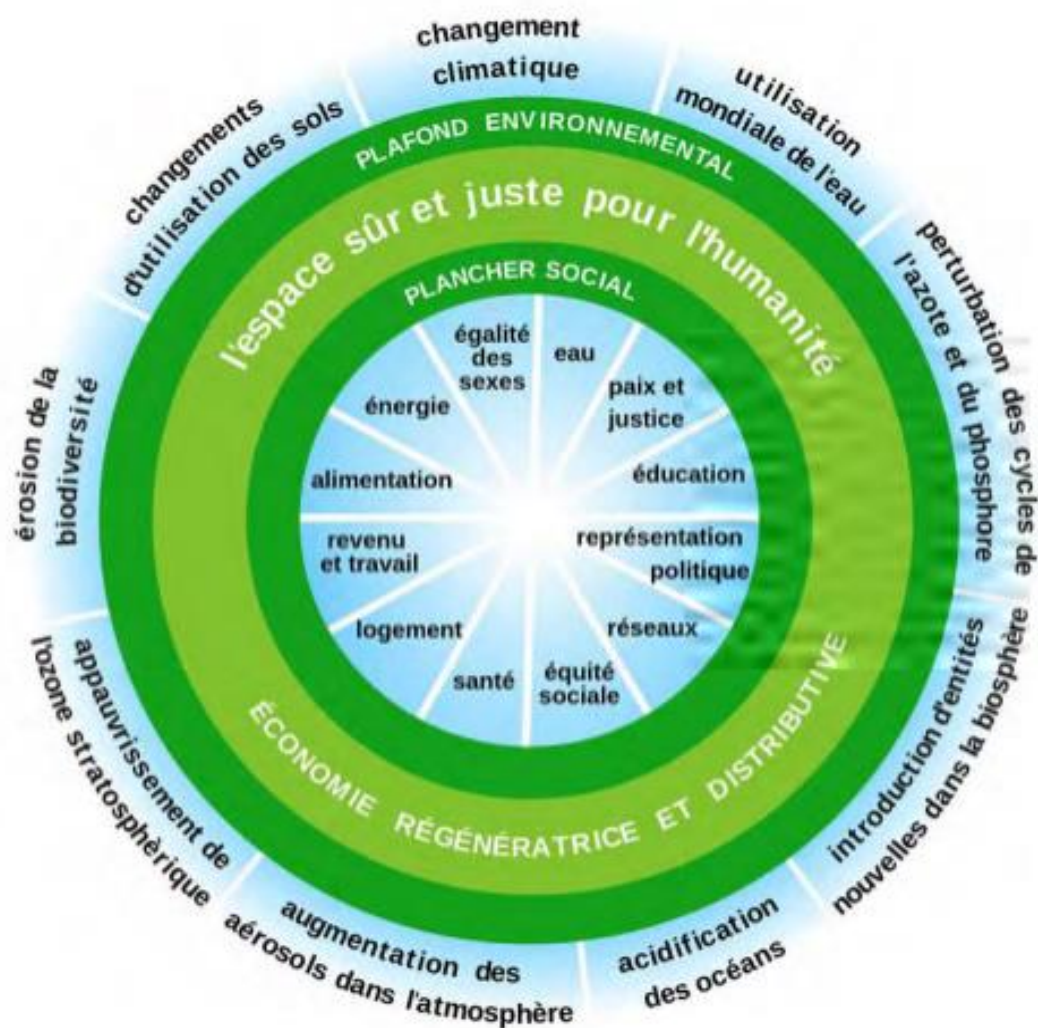 changement
climatique
utilisation
mondiale de l'eau
perturbation des cycles de
l'azote et du phosphore
introduction d'entités
nouvelles dans la biosphère
acidification
des océans
augmentation des
aérosols dans l'atmosphère
appauvrissement de
l'ozone stratosphèrique
érosion de la
biodiversité
changements
d'utilisation des sols
PLAFOND ENVIRONNEMENTAL
l'espace sûr et juste pour l'humanité
PLANCHER SOCIAL
égalité
des
sexes
eau
paix et
justice
éducation
représentation
politique
réseaux
équité
sociale
santé
logement
revenu
et travail
alimentation
énergie
ÉCONOMIE RÉGÉNÉRATRICE ET DISTRIBUTIVE